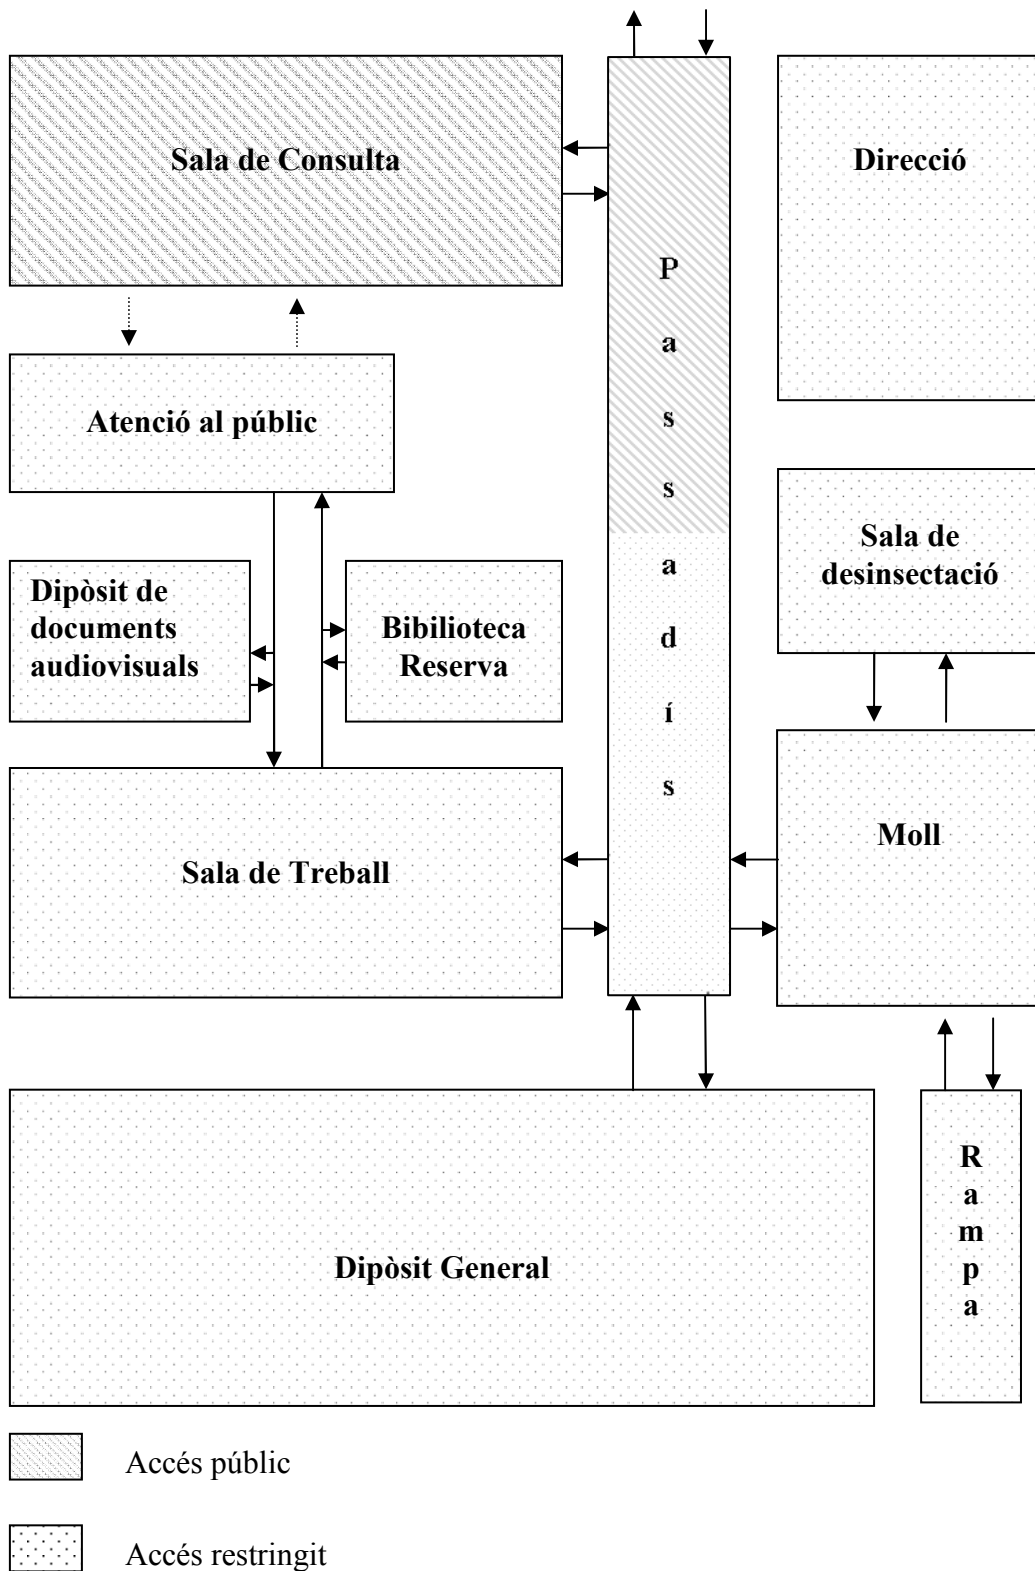 Sala de Consulta
Direcció
P
a
s
s
a
d
í
s
Atenció al públic
Sala de
desinsectació
Dipòsit de
documents
audiovisuals
Bibilioteca
Reserva
Moll
Sala de Treball
R
a
m
p
a
Dipòsit General
Accés públic
Accés restringit